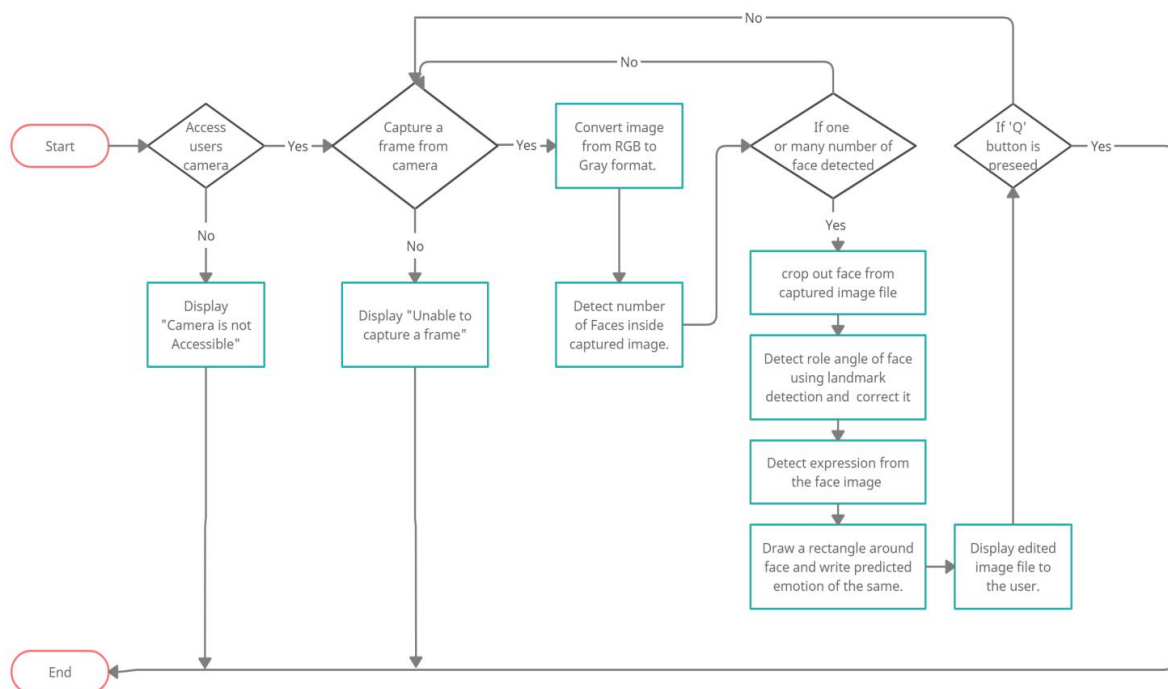 No
No
Start
Access
users
camera
Yes
Capture a
frame from
camera
Yes
Convert image
from RGB to
Gray format.
If one
or many number of
face detected
If 'Q'
button is
preseed
Yes
No
No
Yes
Display
"Camera is not
Accessible"
Display "Unable to
capture a frame"
Detect number
of Faces inside
captured image.
crop out face from
captured image file
Detect role angle of face
using landmark
detection and correct it
Detect expression from
the face image
Draw a rectangle around
face and write predicted
emotion of the same.
Display edited
image file to
the user.
End